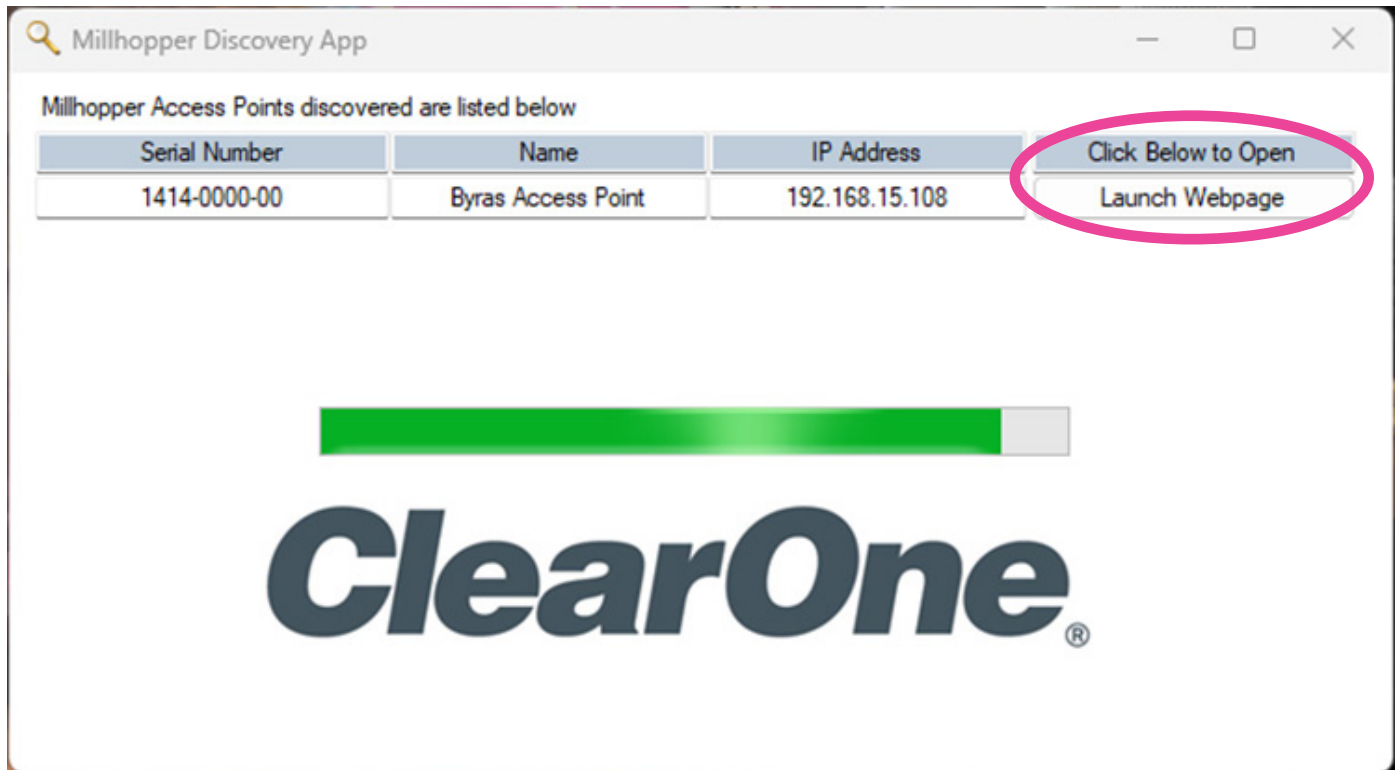 Millhopper Discovery App
Millhopper Access Points discovered are listed below
Serial Number Name IP Address Click Below to Open
1414-0000-00 Byras Access Point 192.168.15.108 Launch Webpage
ClearOne®